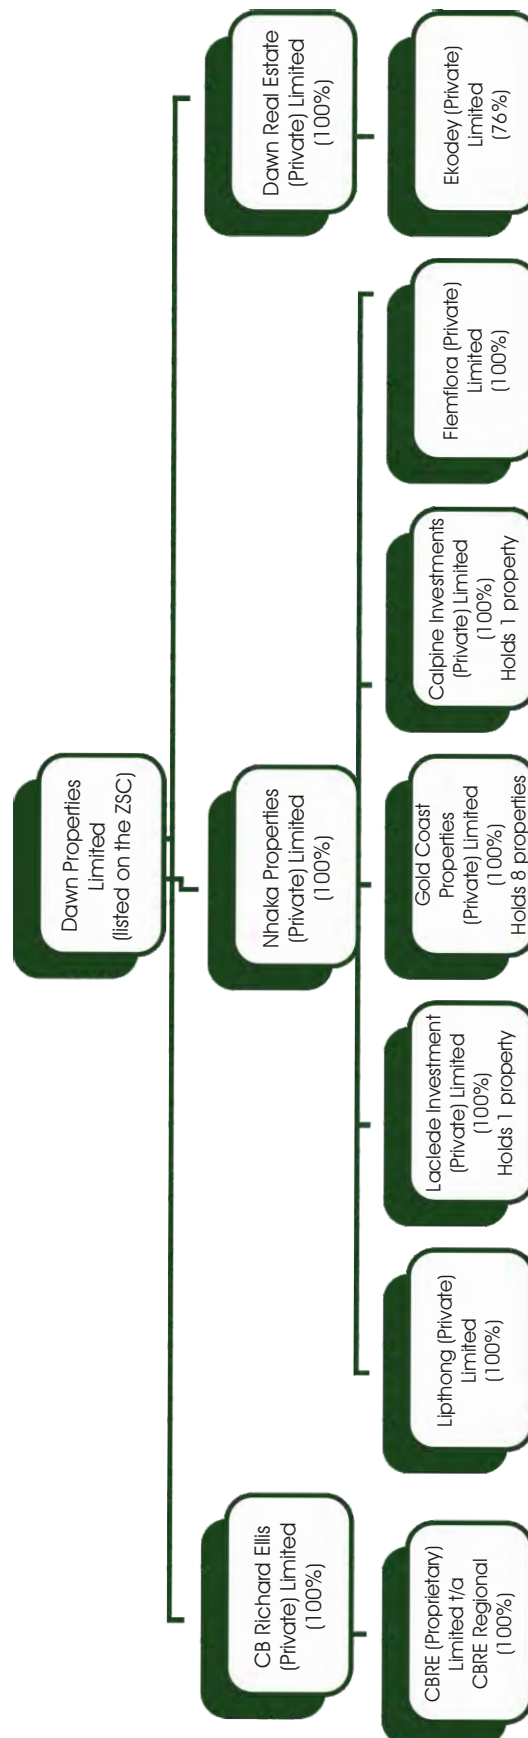 Dawn Properties
Limited
(listed on the ZSC)
CB Richard Ellis
(Private) Limited
(100%)
Nhaka Properties
(Private) Limited
(100%)
Dawn Real Estate
(Private) Limited
(100%)
CBRE (Proprietary)
Limited t/a
CBRE Regional
(100%)
Lipthong (Private)
Limited
(100%)
Laclede Investment
(Private) Limited
(100%)
Holds 1 property
Gold Coast
Properties
(Private) Limited
(100%)
Holds 8 properties
Calpine Investments
(Private) Limited
(100%)
Holds 1 property
Flemflora (Private)
Limited
(100%)
Ekodey (Private)
Limited
(76%)